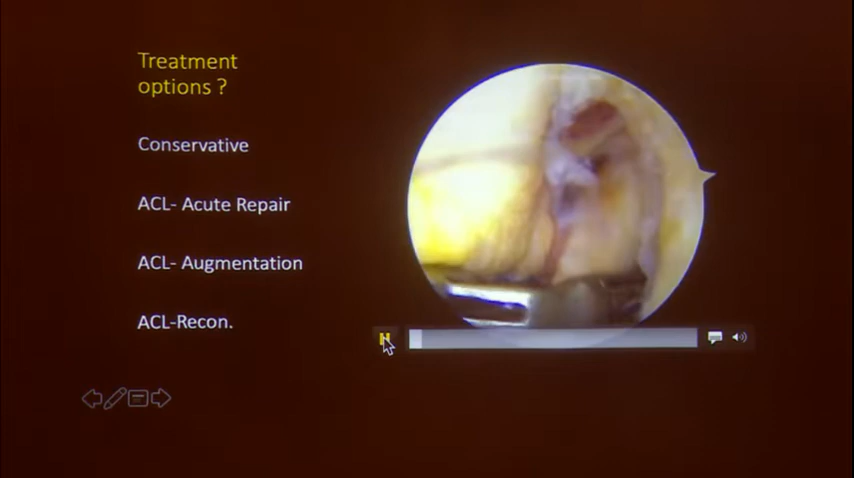 Treatment
options ?
Conservative
ACL- Acute Repair
ACL- Augmentation
ACL-Recon.